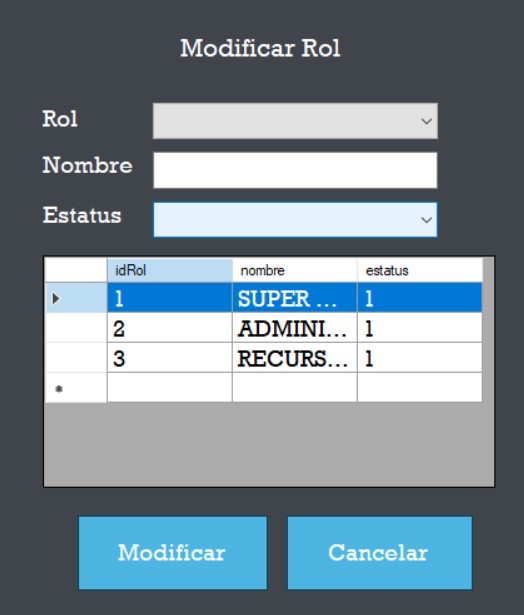 Modificar Rol
Rol
Nombre
Estatus
idRol nombre estatus
1 SUPER ... 1
2 ADMINI... 1
3 RECURS... 1
Modificar Cancelar